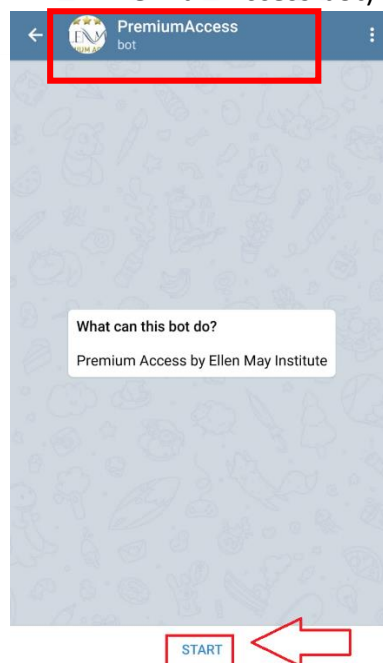 PremiumAccess
bot
What can this bot do?
Premium Access by Ellen May Institute
START